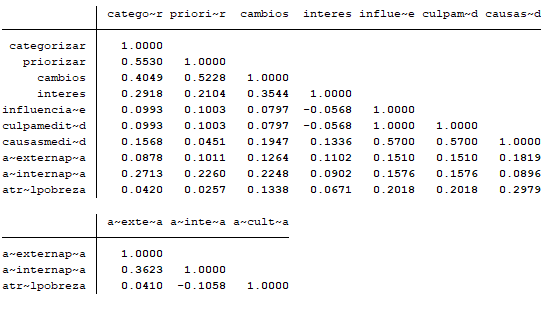 catego~r priori~r cambios interes influe~e culpam~d causas~d
categorizar 1.0000
priorizar 0.5530 1.0000
cambios 0.4049 0.5228 1.0000
interes 0.2918 0.2104 0.3544 1.0000
influencia~e 0.0993 0.1003 0.0797 -0.0568 1.0000
culpamedit~d 0.0993 0.1003 0.0797 -0.0568 1.0000 1.0000
causasmedi~d 0.1568 0.0451 0.1947 0.1336 0.5700 0.5700 1.0000
a~externap~a 0.0878 0.1011 0.1264 0.1102 0.1510 0.1510 0.1819
a~internap~a 0.2713 0.2260 0.2248 0.0902 0.1576 0.1576 0.0896
atr~lpobreza 0.0420 0.0257 0.1338 0.0671 0.2018 0.2018 0.2979
a~exte~a a~inte~a a~cult~a
a~externap~a 1.0000
a~internap~a 0.3623 1.0000
atr~lpobreza 0.0410 -0.1058 1.0000